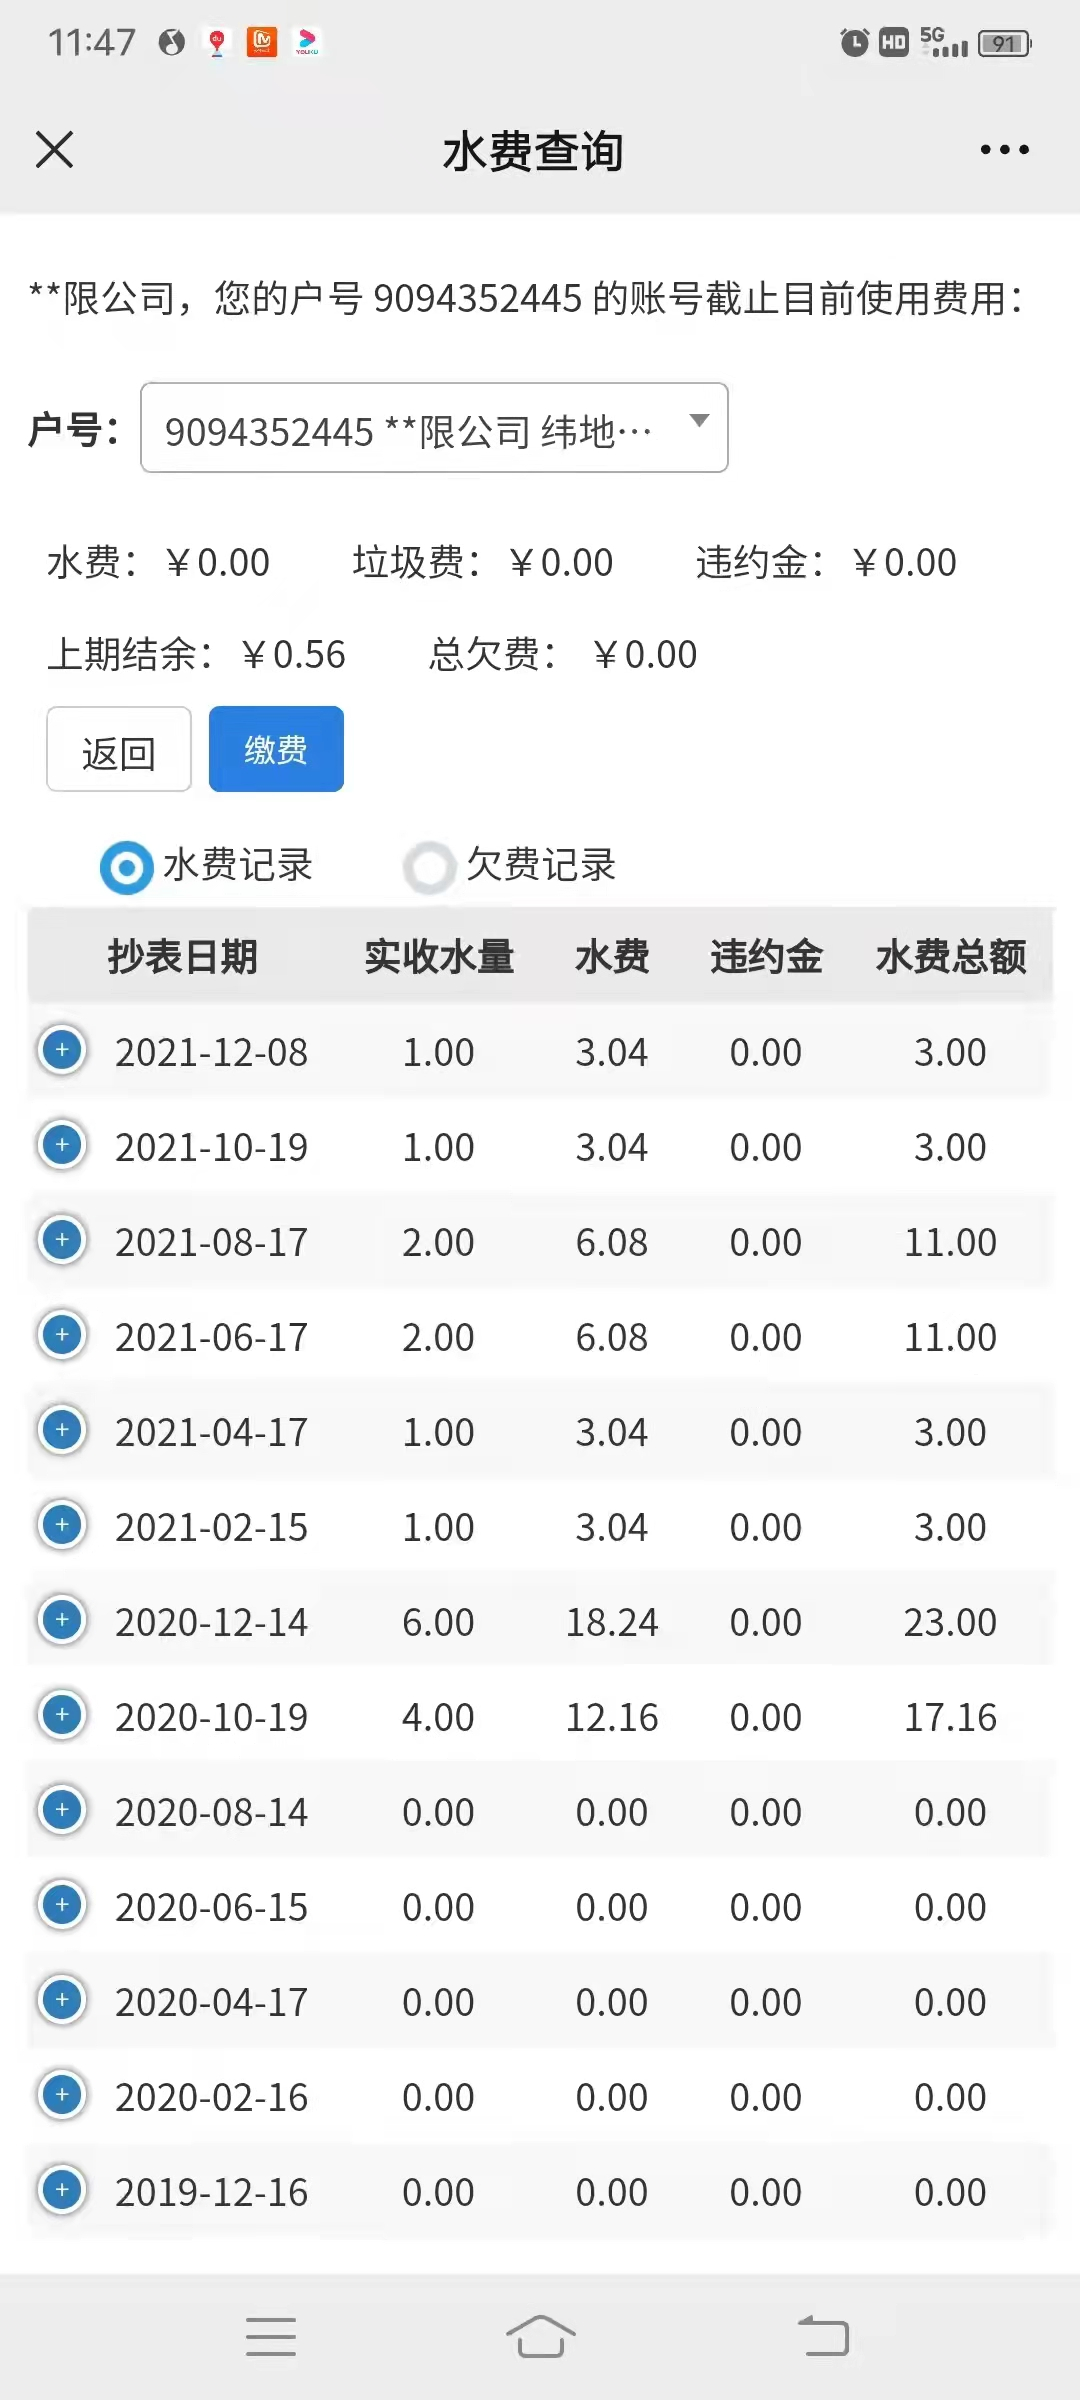 11:47 HD 5G 91
水费查询
**限公司，您的户号 9094352445 的账号截止目前使用费用：
户号： 9094352445 **限公司 纬地…
水费：￥0.00 垃圾费：￥0.00 违约金：￥0.00
上期结余：￥0.56 总欠费：￥0.00
返回 缴费
水费记录 欠费记录
抄表日期 实收水量 水费 违约金 水费总额
2021-12-08 1.00 3.04 0.00 3.00
2021-10-19 1.00 3.04 0.00 3.00
2021-08-17 2.00 6.08 0.00 11.00
2021-06-17 2.00 6.08 0.00 11.00
2021-04-17 1.00 3.04 0.00 3.00
2021-02-15 1.00 3.04 0.00 3.00
2020-12-14 6.00 18.24 0.00 23.00
2020-10-19 4.00 12.16 0.00 17.16
2020-08-14 0.00 0.00 0.00 0.00
2020-06-15 0.00 0.00 0.00 0.00
2020-04-17 0.00 0.00 0.00 0.00
2020-02-16 0.00 0.00 0.00 0.00
2019-12-16 0.00 0.00 0.00 0.00